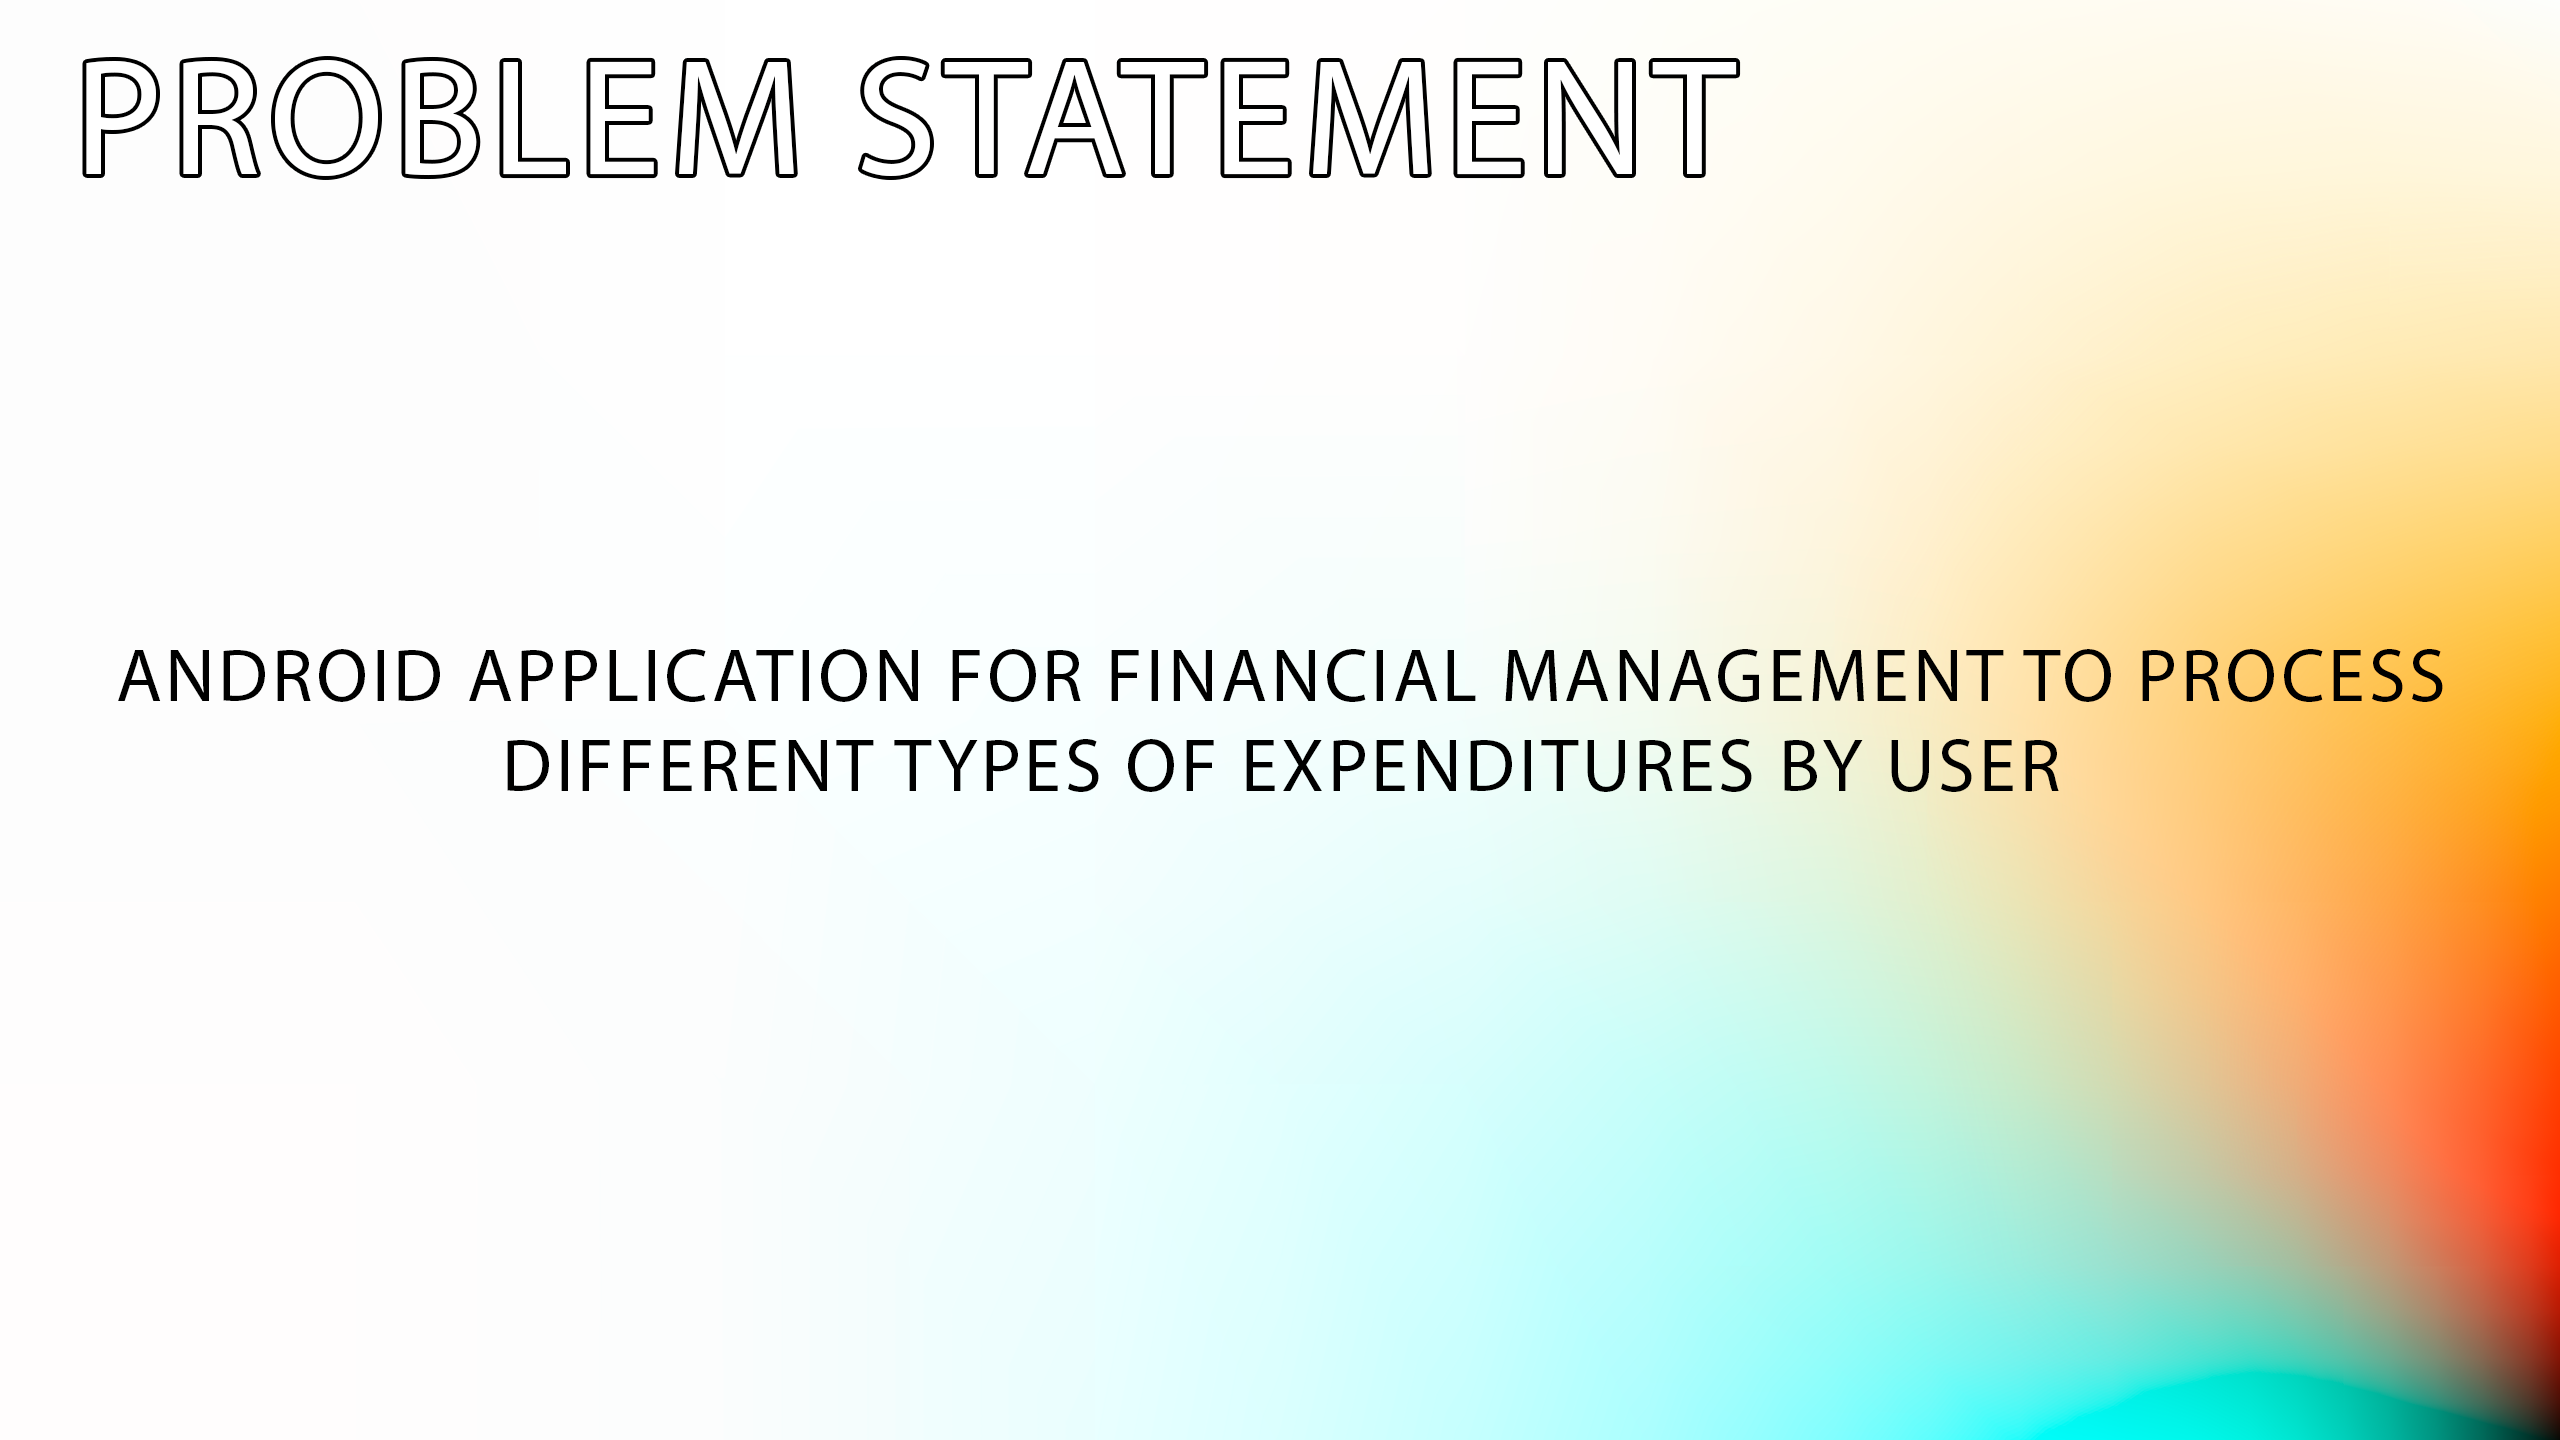 PROBLEM STATEMENT
ANDROID APPLICATION FOR FINANCIAL MANAGEMENT TO PROCESS
DIFFERENT TYPES OF EXPENDITURES BY USER